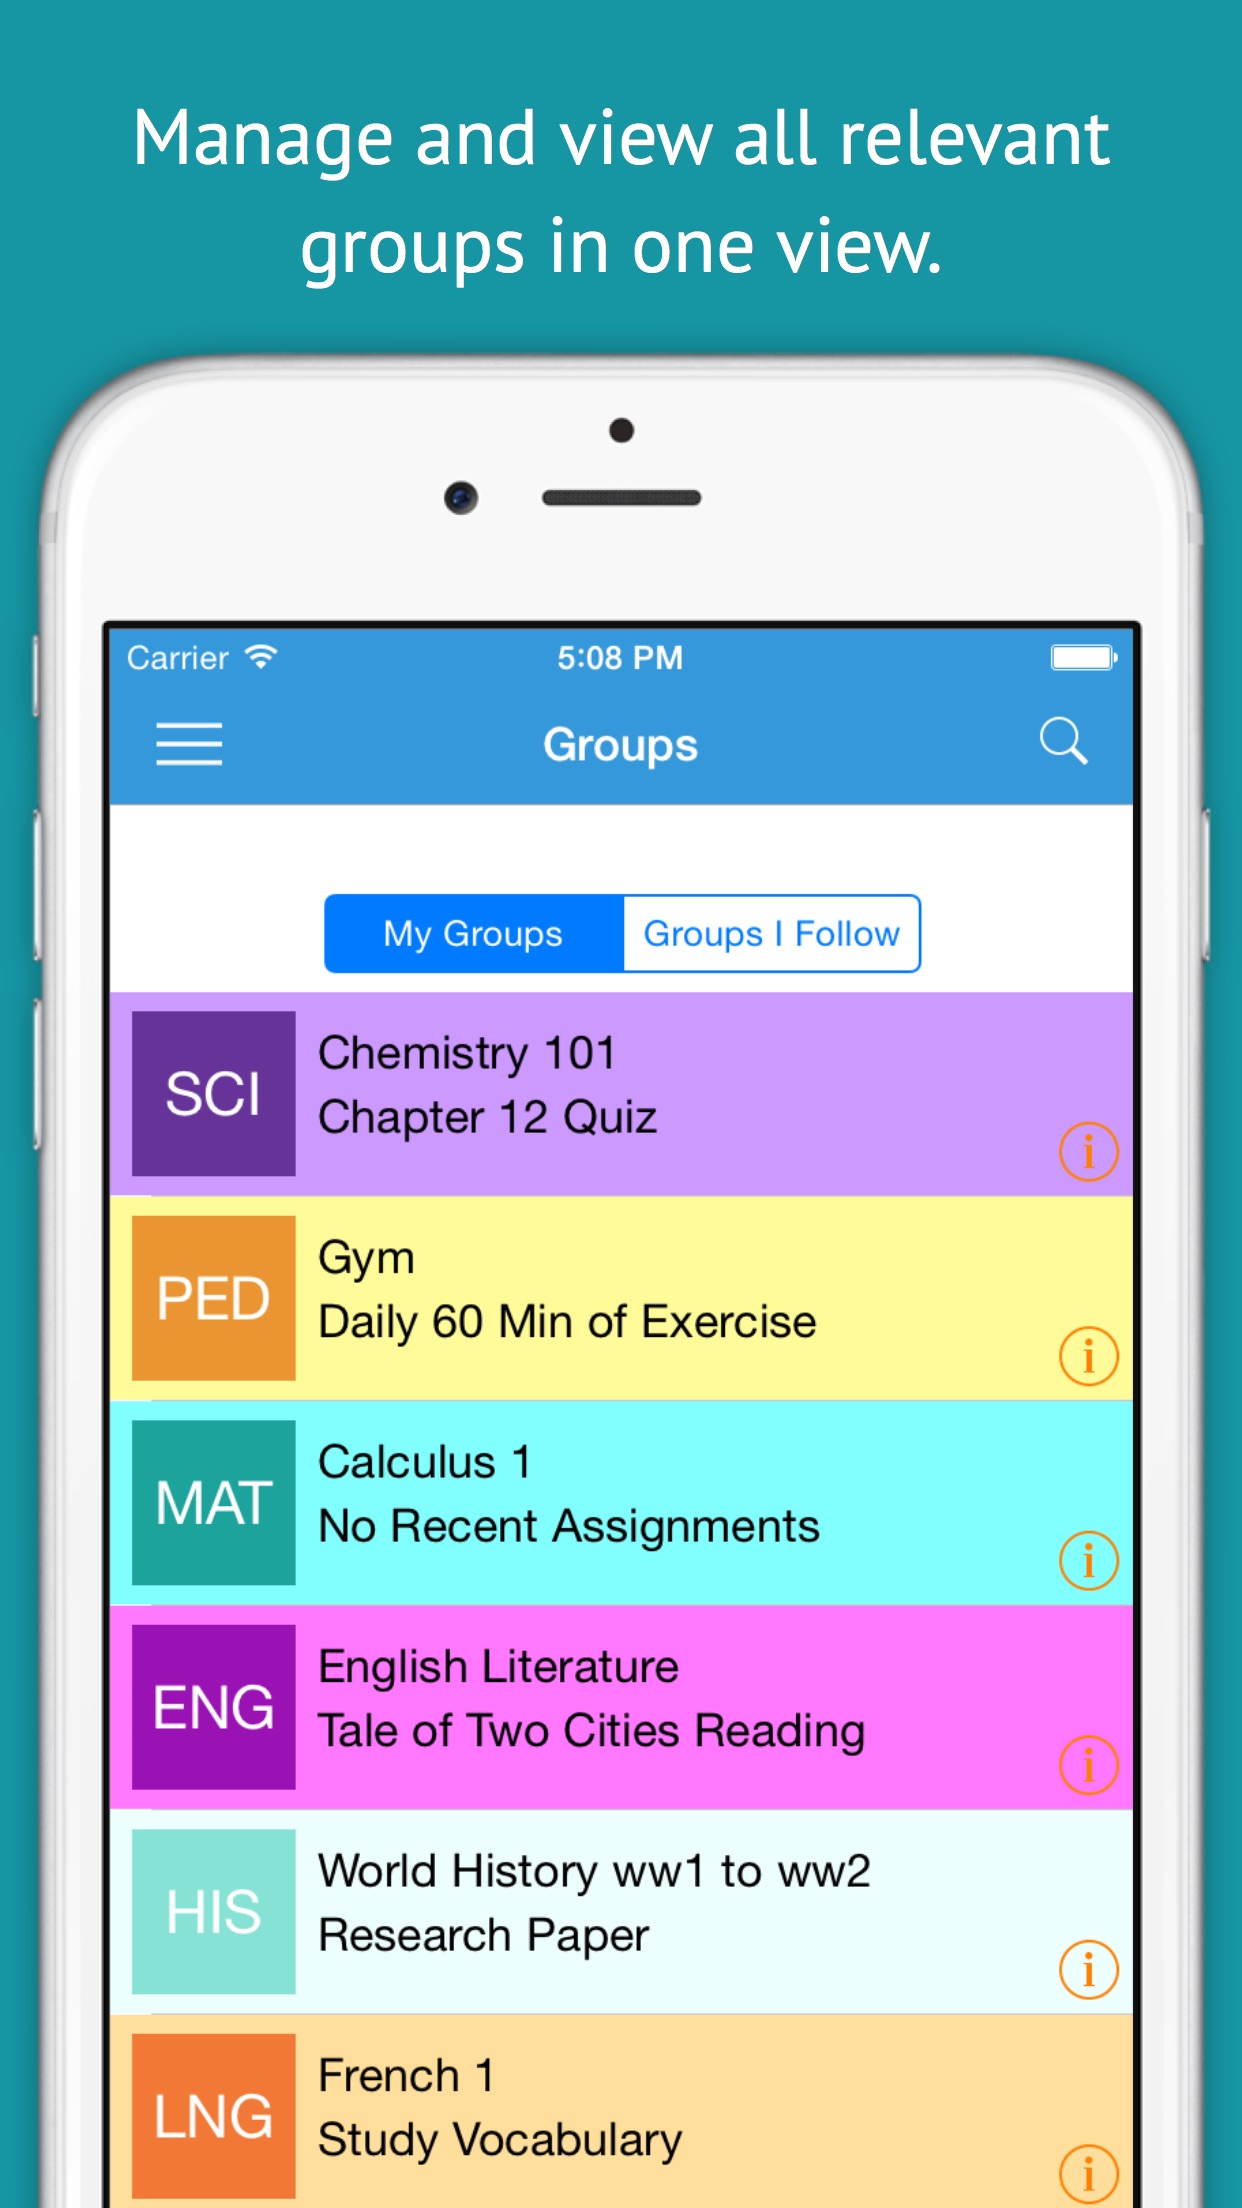 Manage and view all relevant
groups in one view.
Carrier 5:08 PM
Groups
My Groups Groups I Follow
SCI
Chemistry 101
Chapter 12 Quiz
i
PED
Gym
Daily 60 Min of Exercise
i
MAT
Calculus 1
No Recent Assignments
i
ENG
English Literature
Tale of Two Cities Reading
i
HIS
World History ww1 to ww2
Research Paper
i
LNG
French 1
Study Vocabulary
i